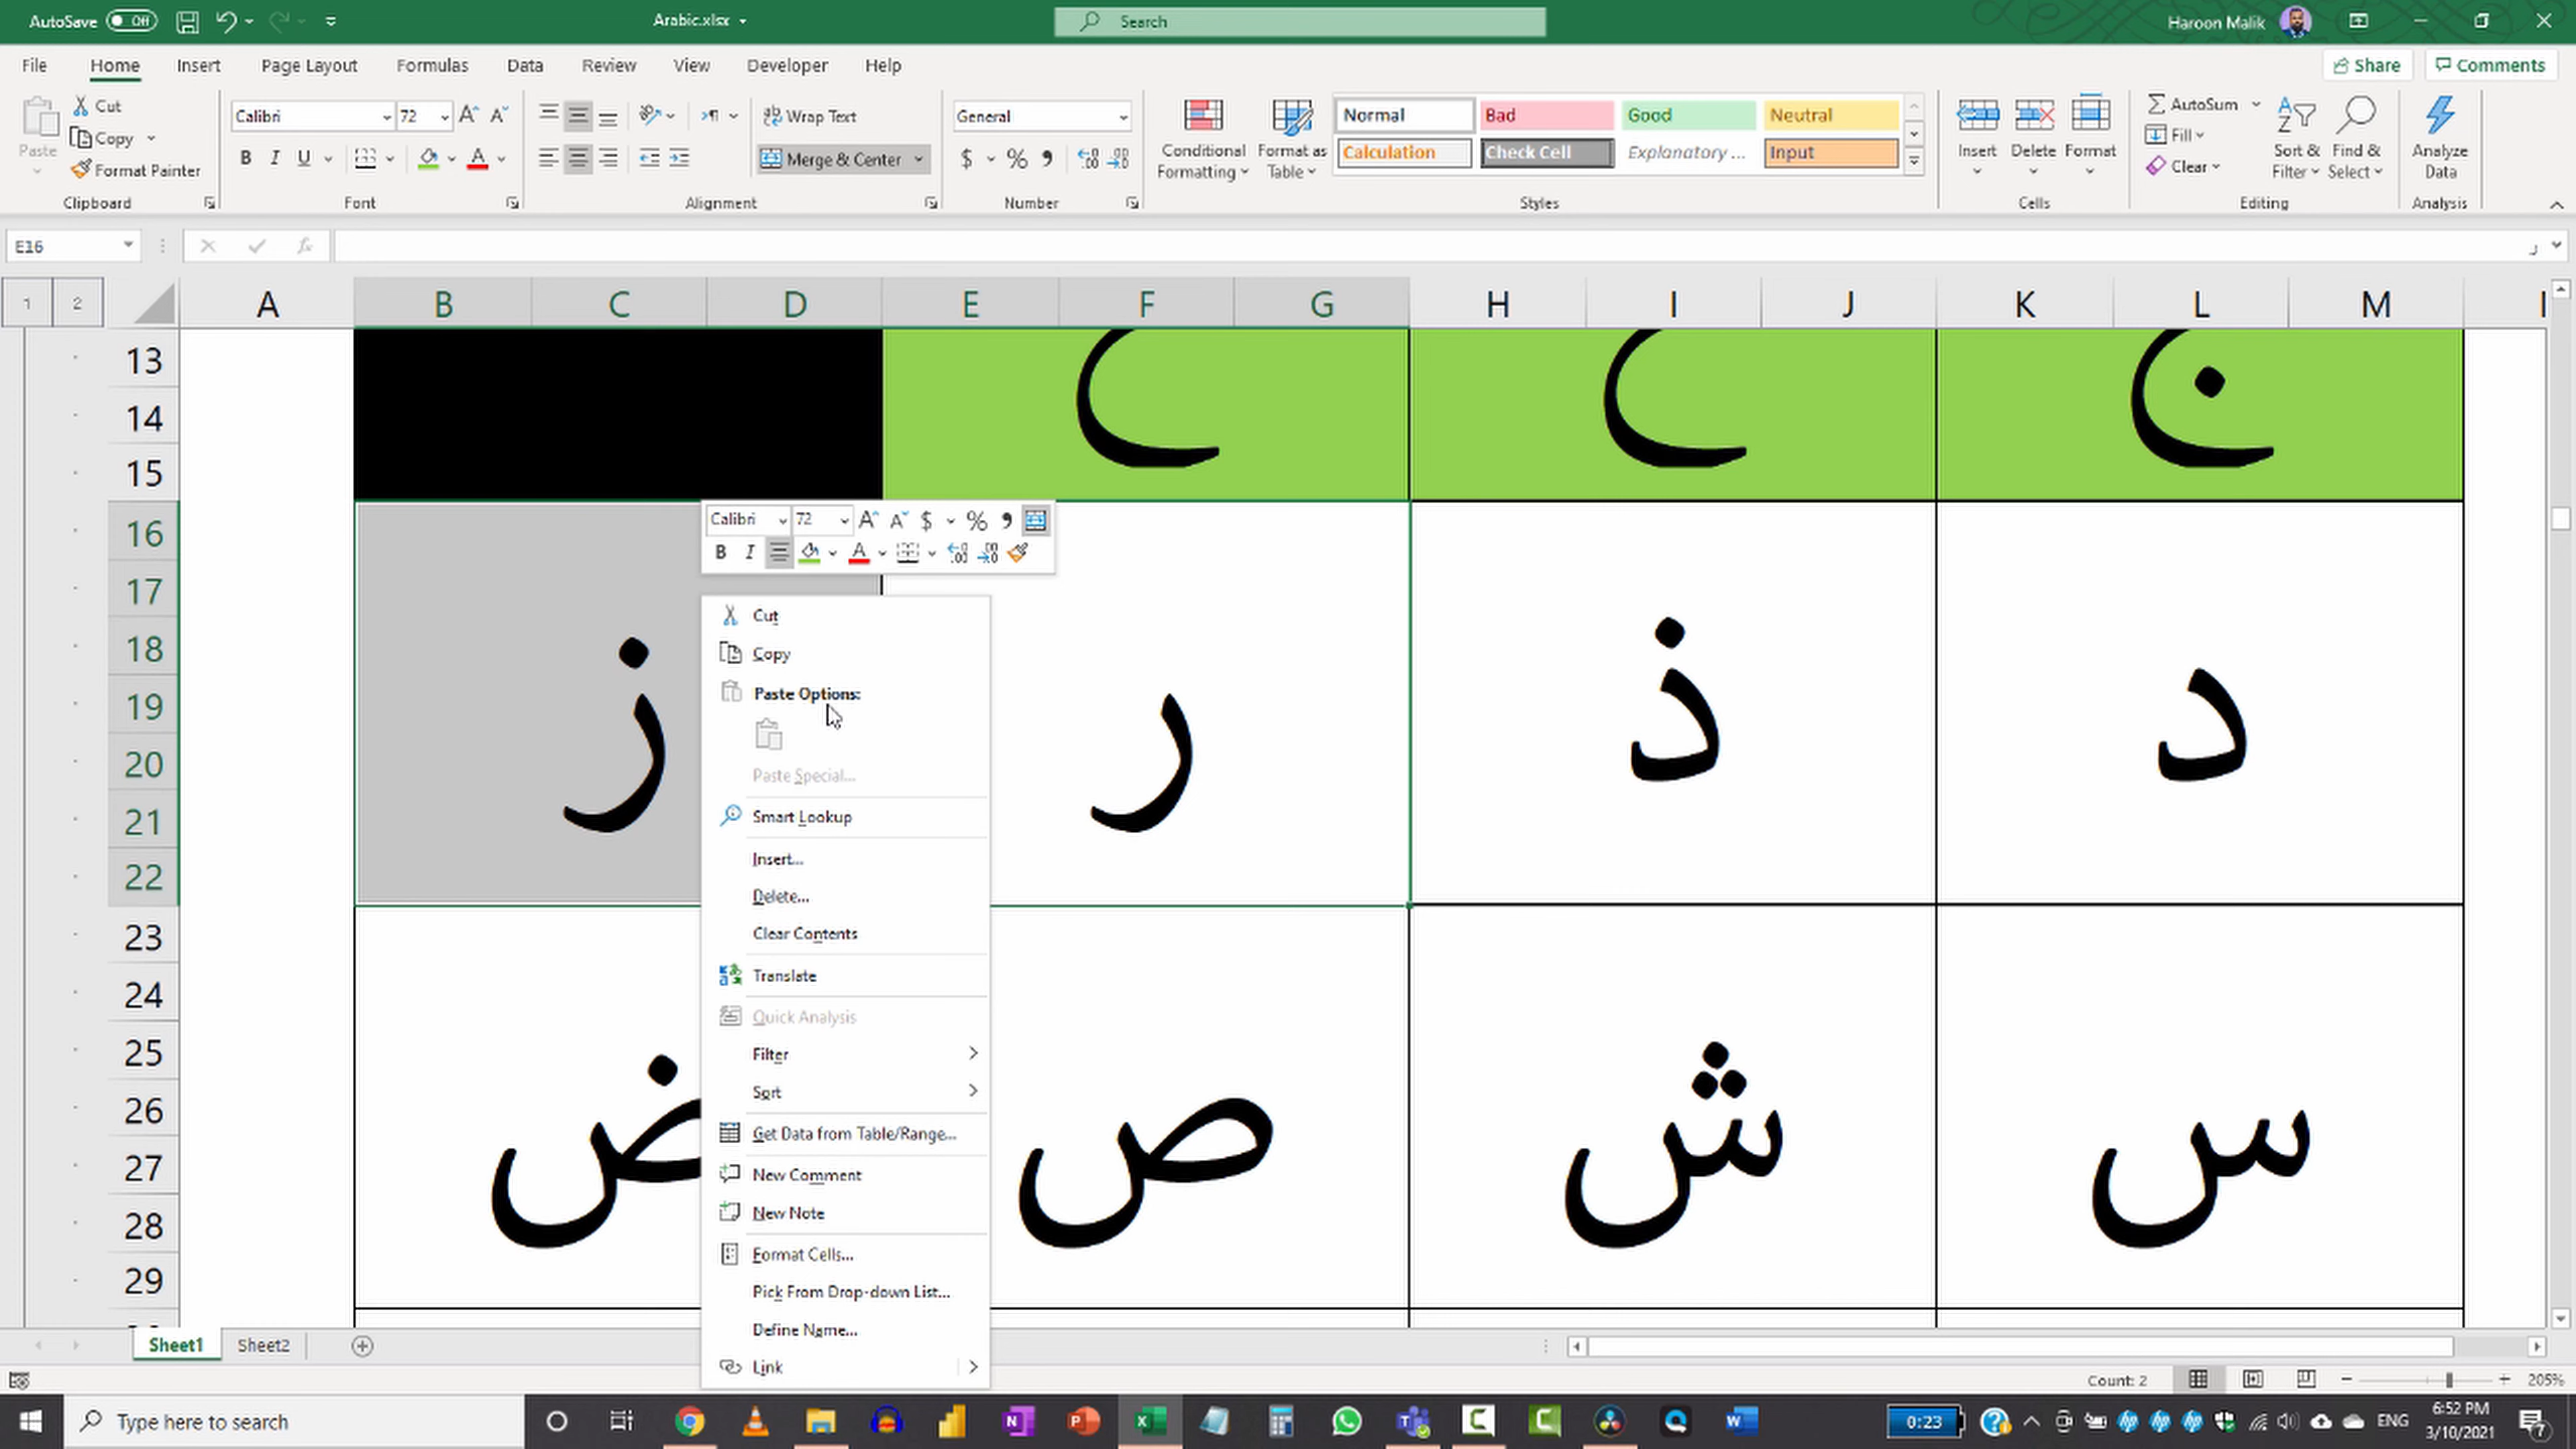 AutoSave Off Arabic.xlsx Search Haroon Malik
File Home Insert Page Layout Formulas Data Review View Developer Help Share Comments
Paste Cut Copy Format Painter Clipboard
Calibri 72 B I U A Font
Wrap Text Merge & Center Alignment
General $ % Number
Conditional Formatting Format as Table
Normal Bad Good Neutral
Calculation Check Cell Explanatory ... Input
Styles
Insert Delete Format Cells
AutoSum Fill Clear Sort & Filter Find & Select Editing
Analyze Data Analysis
E16 fx ر
1 2 A B C D E F G H I J K L M
13
14
15
16
17
18
19
20
21
22
د ذ ر ز
23
24
25
26
27
28
29
س ش ص ض
Calibri 72 A A $ %
B I A
Cut
Copy
Paste Options:
Paste Special...
Smart Lookup
Insert...
Delete...
Clear Contents
Translate
Quick Analysis
Filter
Sort
Get Data from Table/Range...
New Comment
New Note
Format Cells...
Pick From Drop-down List...
Define Name...
Link
Sheet1 Sheet2
Count: 2 205%
Type here to search 0:23 ENG 6:52 PM
3/10/2021